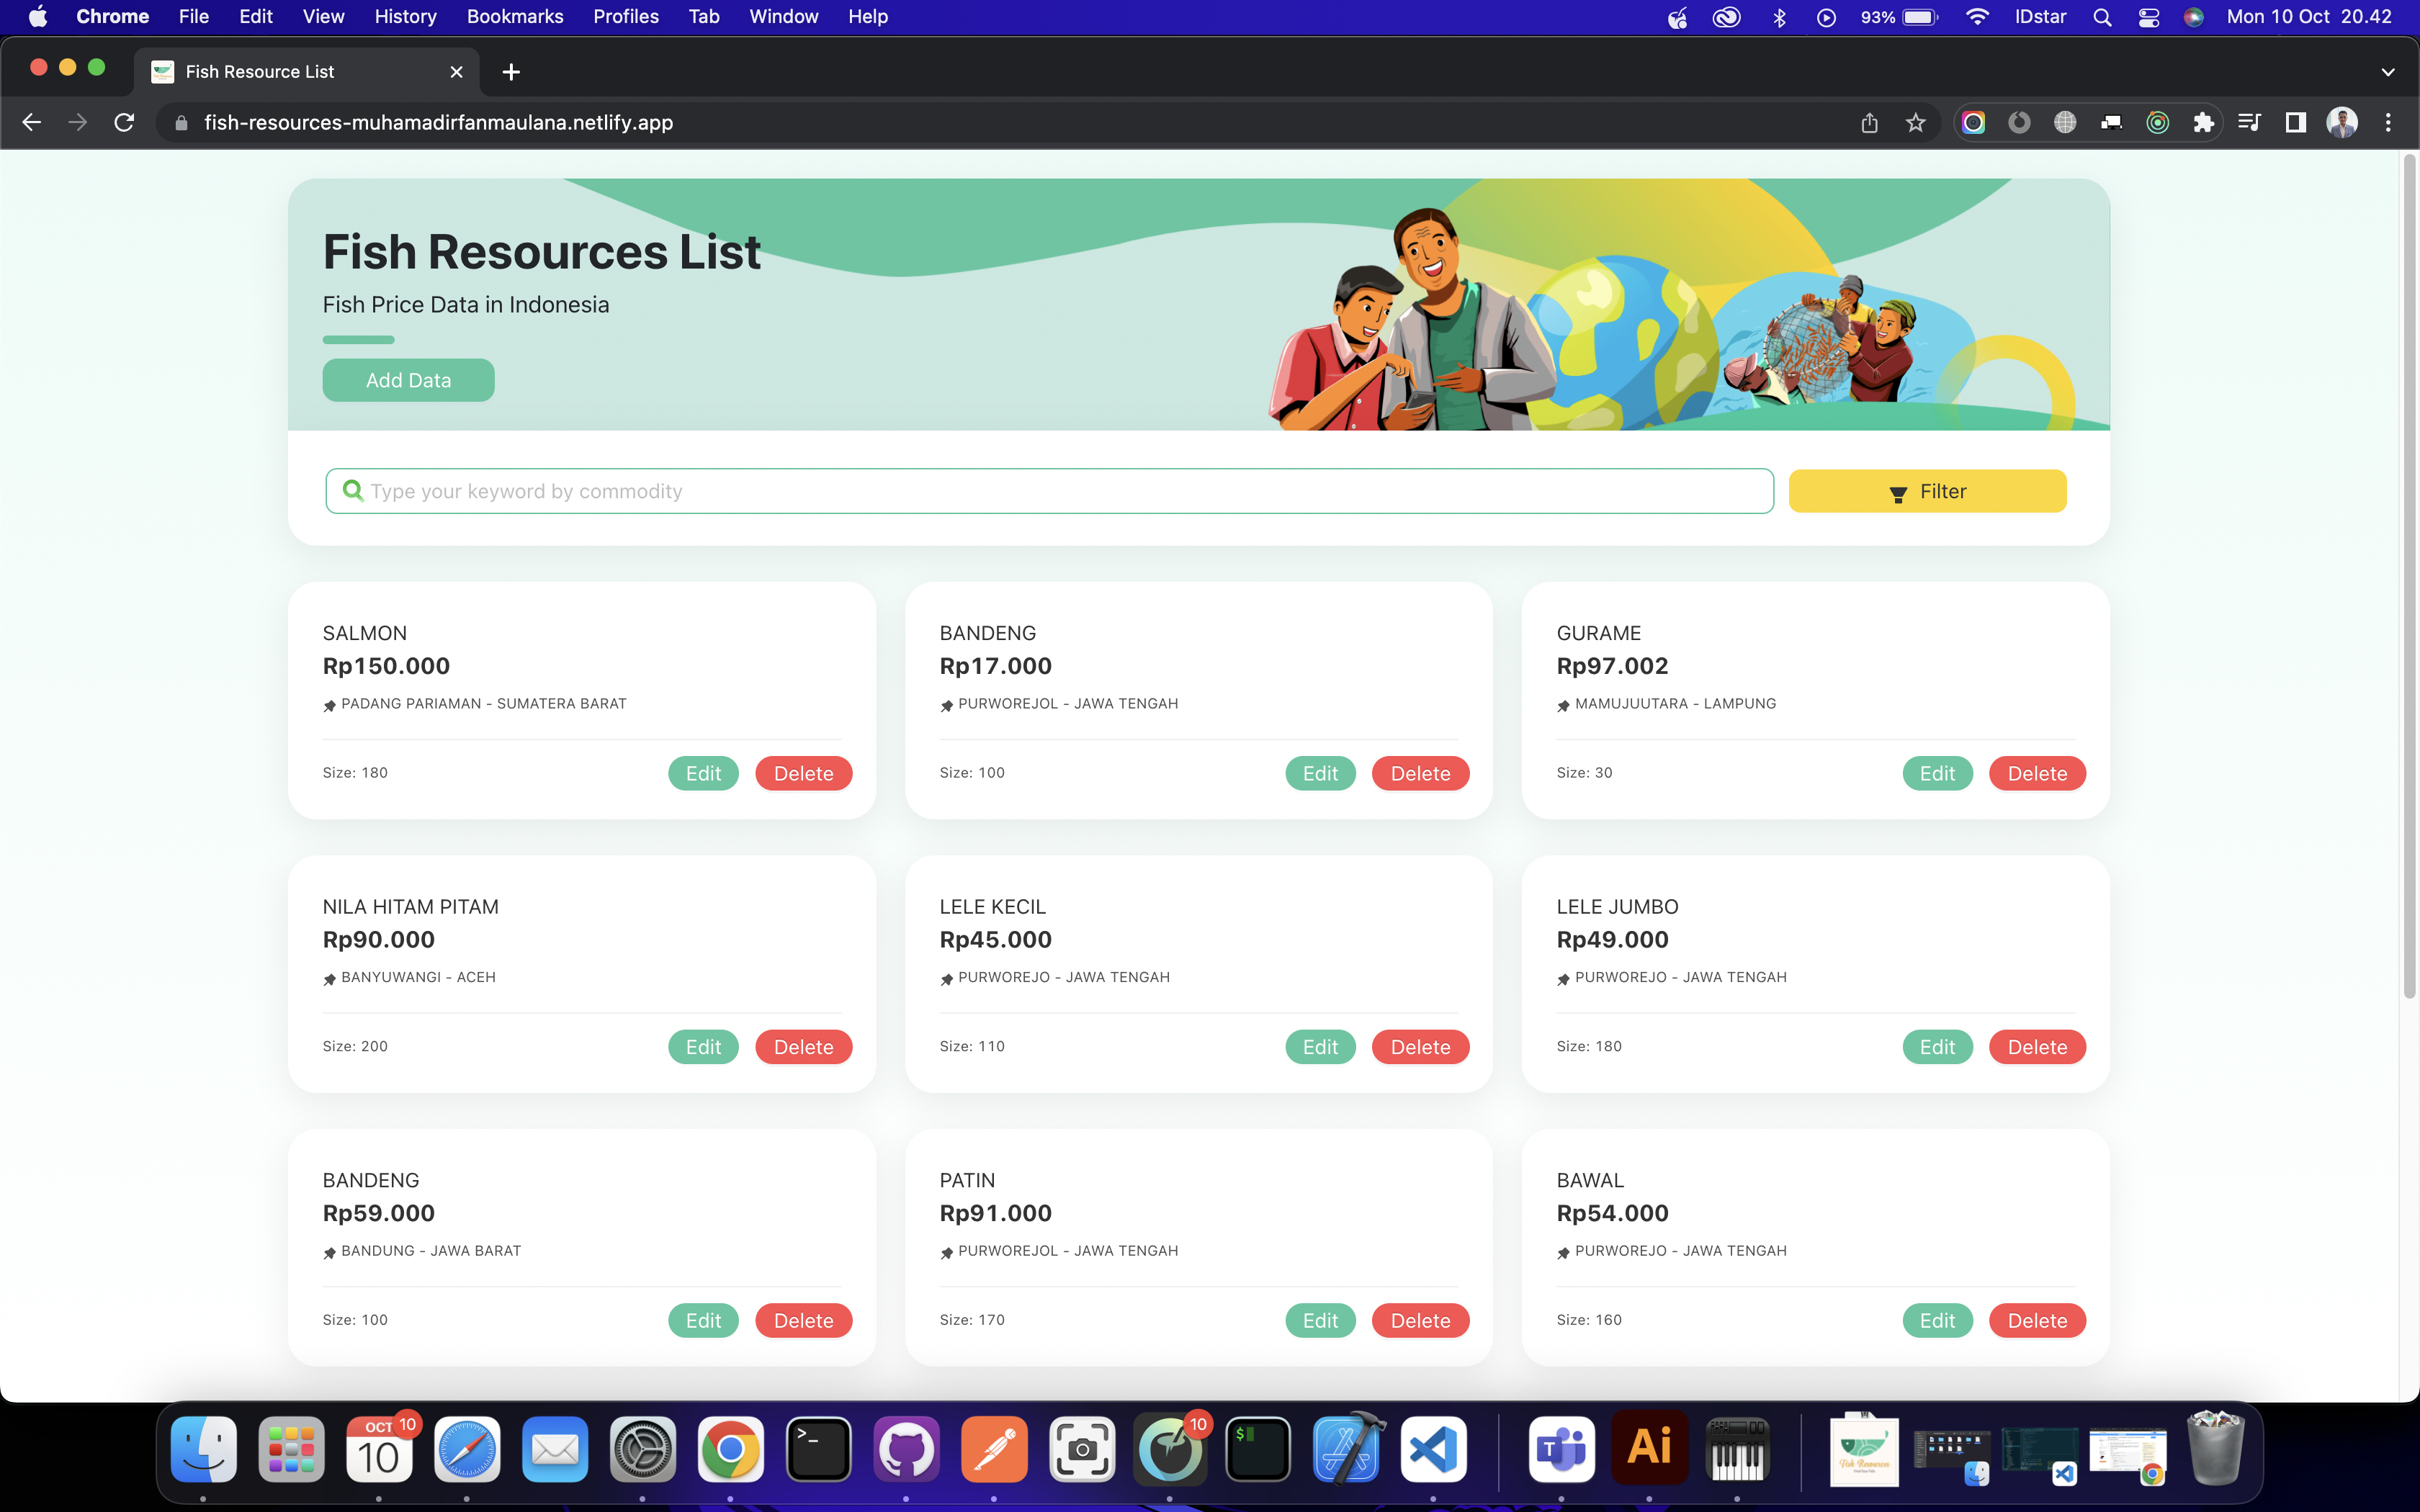 Chrome File Edit View History Bookmarks Profiles Tab Window Help 93% IDstar Mon 10 Oct 20.42
Fish Resource List
fish-resources-muhamadirfanmaulana.netlify.app
Fish Resources List
Fish Price Data in Indonesia
Add Data
Type your keyword by commodity Filter
SALMON BANDENG GURAME
Rp150.000 Rp17.000 Rp97.002
PADANG PARIAMAN - SUMATERA BARAT PURWOREJOL - JAWA TENGAH MAMUJUUTARA - LAMPUNG
Size: 180 Edit Delete Size: 100 Edit Delete Size: 30 Edit Delete
NILA HITAM PITAM LELE KECIL LELE JUMBO
Rp90.000 Rp45.000 Rp49.000
BANYUWANGI - ACEH PURWOREJO - JAWA TENGAH PURWOREJO - JAWA TENGAH
Size: 200 Edit Delete Size: 110 Edit Delete Size: 180 Edit Delete
BANDENG PATIN BAWAL
Rp59.000 Rp91.000 Rp54.000
BANDUNG - JAWA BARAT PURWOREJOL - JAWA TENGAH PURWOREJO - JAWA TENGAH
Size: 100 Edit Delete Size: 170 Edit Delete Size: 160 Edit Delete
OCT 10 10
10 >_ $ T Ai Fish Resources